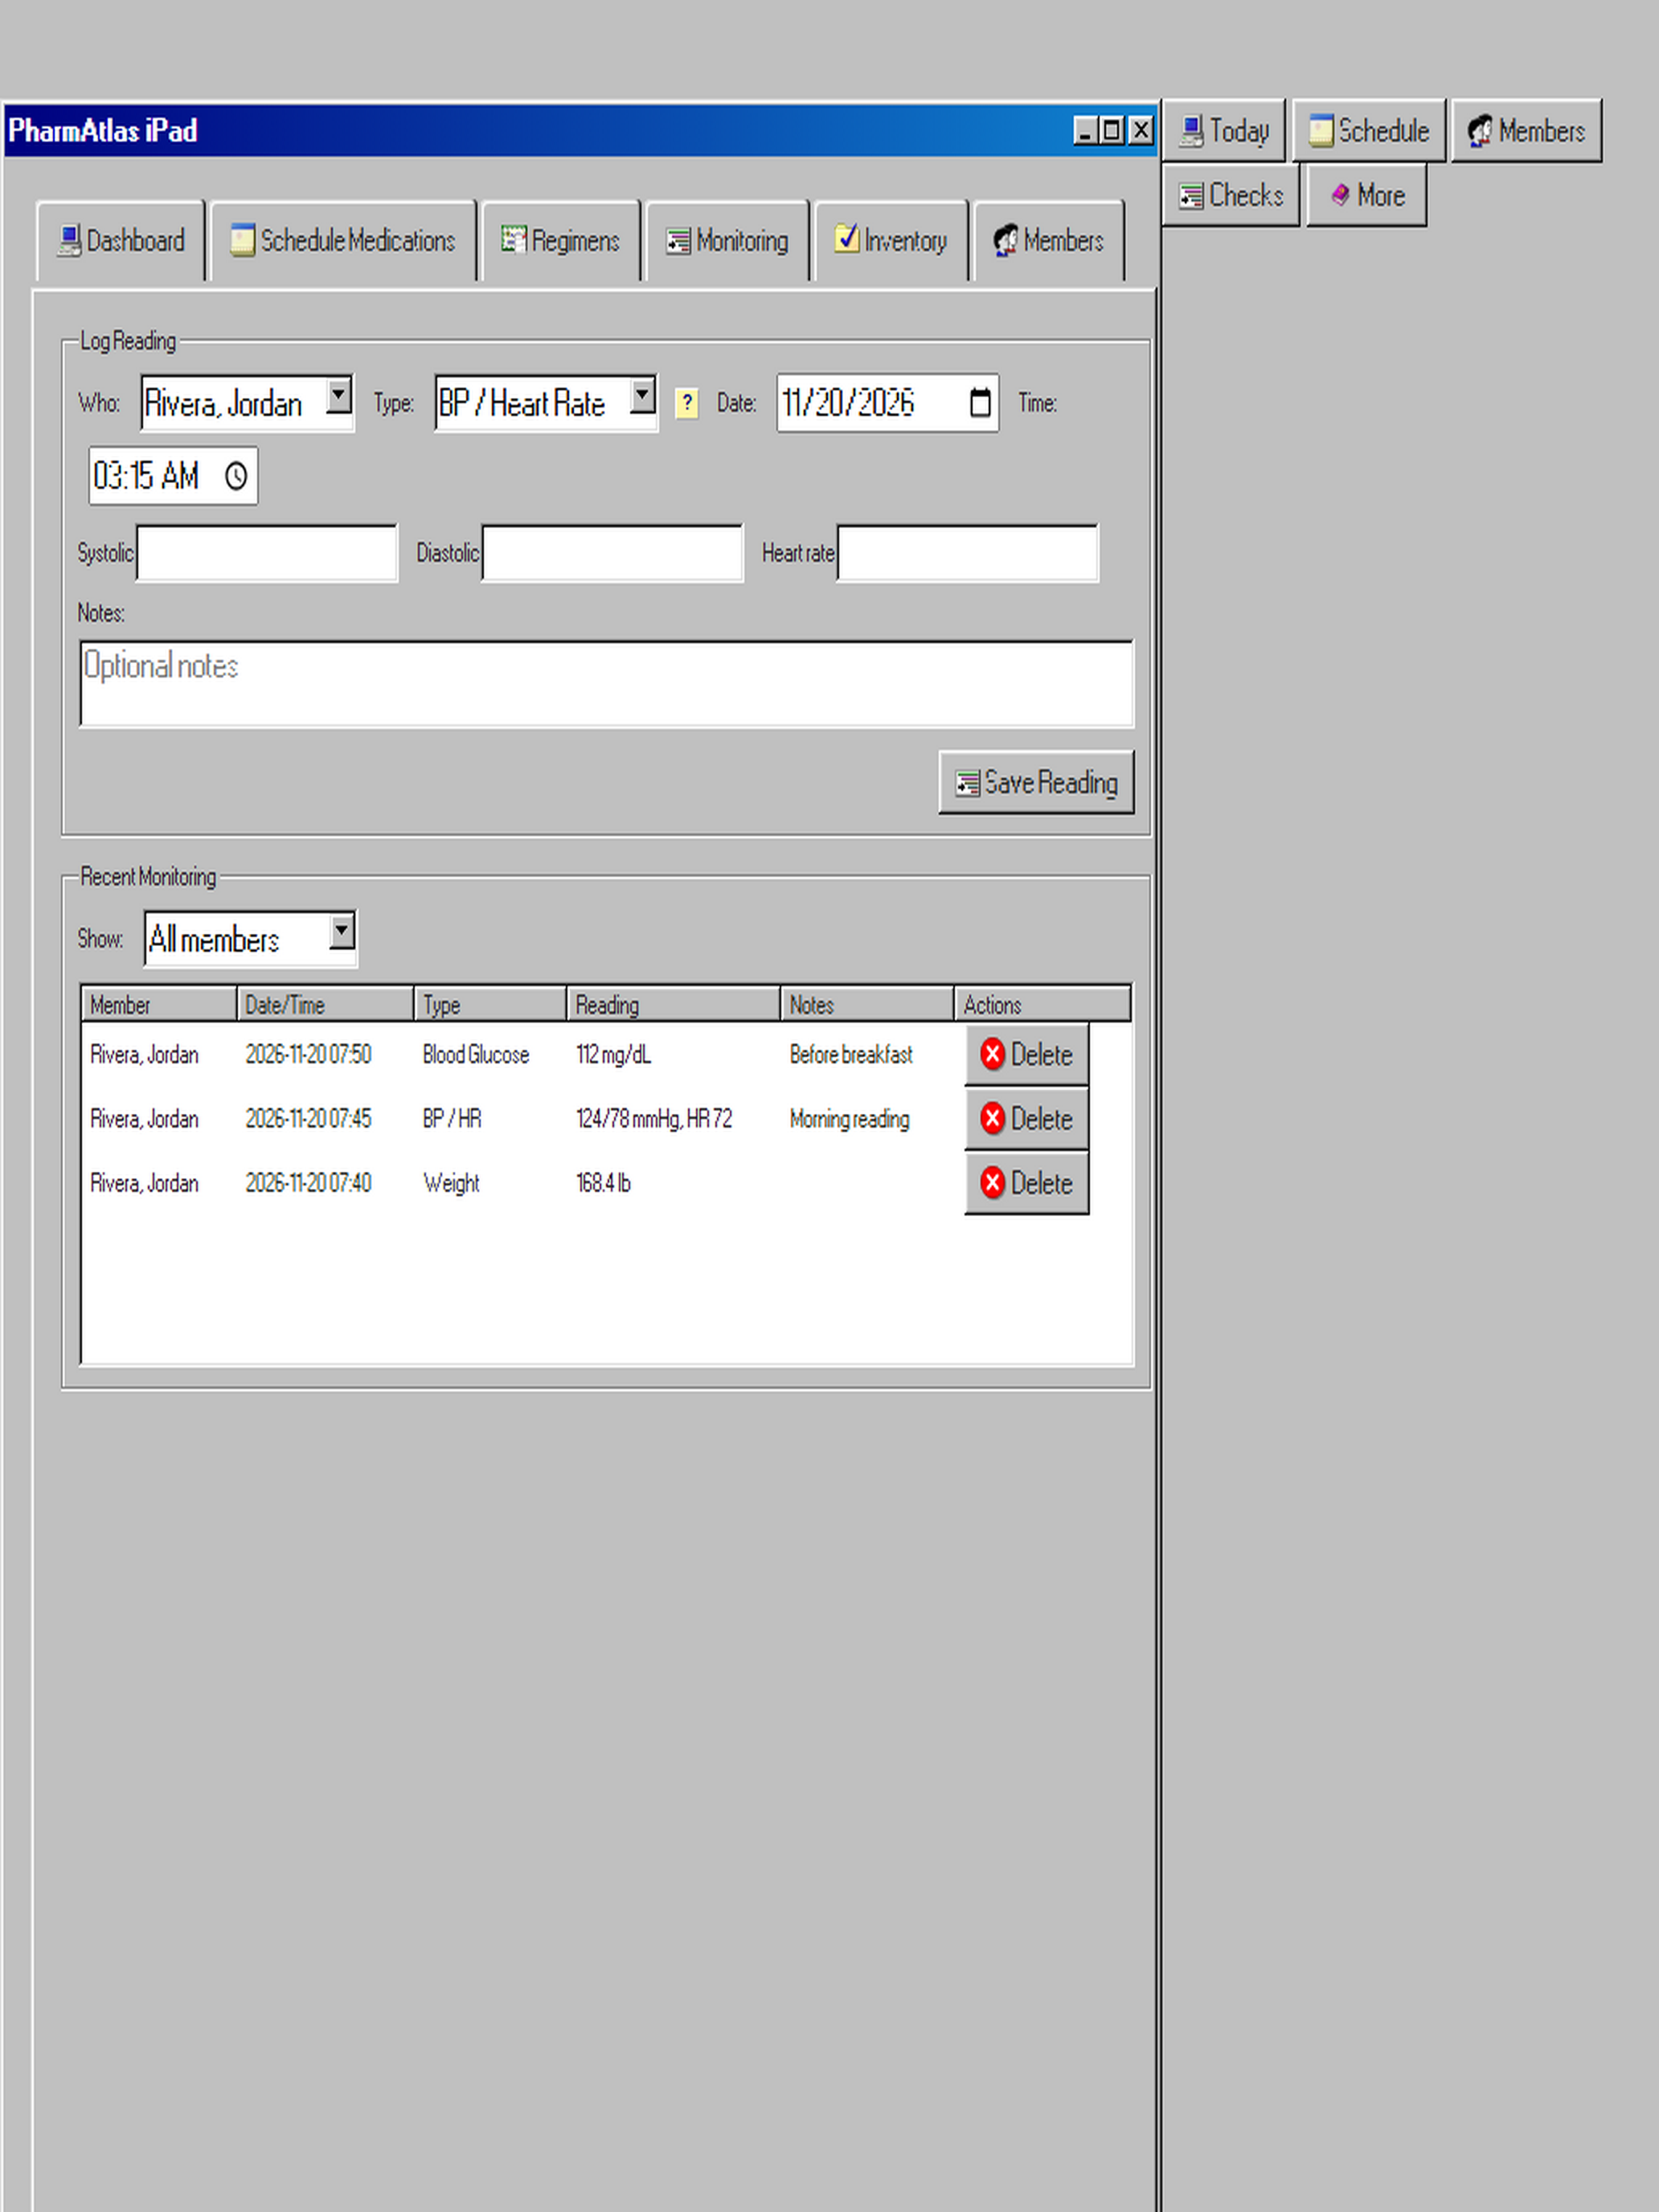 PharmAtlas iPad
Today Schedule Members
Checks More
Dashboard Schedule Medications Regimens Monitoring Inventory Members
Log Reading
Who: Rivera, Jordan Type: BP / Heart Rate ? Date: 11/20/2026 Time:
03:15 AM
Systolic Diastolic Heart rate
Notes:
Optional notes
Save Reading
Recent Monitoring
Show: All members
Member Date/Time Type Reading Notes Actions
Rivera, Jordan 2026-11-20 07:50 Blood Glucose 112 mg/dL Before breakfast Delete
Rivera, Jordan 2026-11-20 07:45 BP / HR 124/78 mmHg, HR 72 Morning reading Delete
Rivera, Jordan 2026-11-20 07:40 Weight 168.4 lb Delete